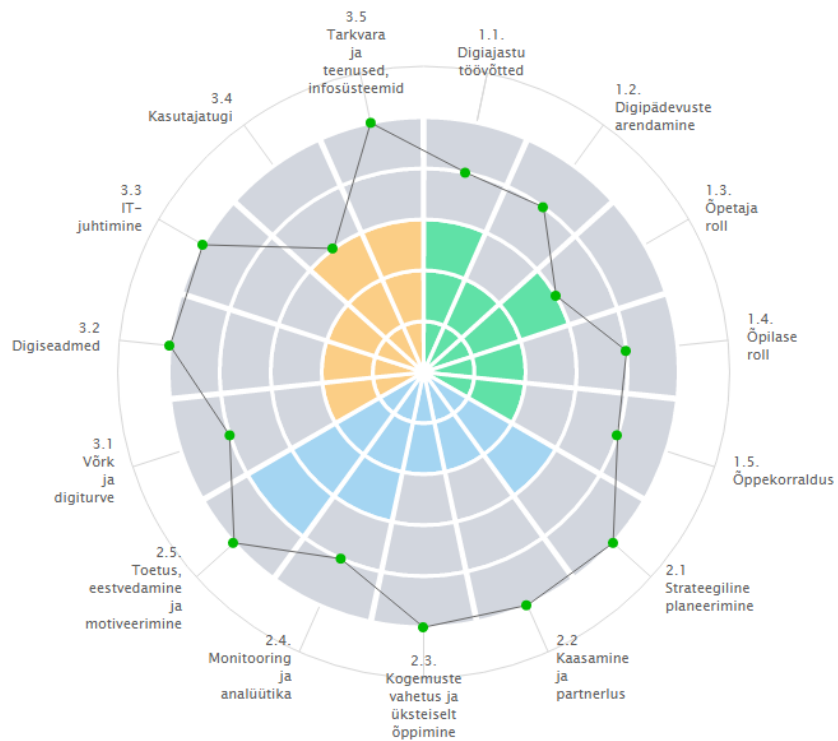 1.1.
Digiajastu
töövõtted
1.2.
Digipädevuste
arendamine
1.3.
Õpetaja
roll
1.4.
Õpilase
roll
1.5.
Õppekorraldus
2.1
Strateegiline
planeerimine
2.2
Kaasamine
ja
partnerlus
2.3.
Kogemuste
vahetus ja
üksteiselt
õppimine
2.4.
Monitooring
ja
analüütika
2.5.
Toetus,
eestvedamine
ja
motiveerimine
3.1
Võrk
ja
digiturve
3.2
Digiseadmed
3.3
IT-
juhtimine
3.4
Kasutajatugi
3.5
Tarkvara
ja
teenused,
infosüsteemid